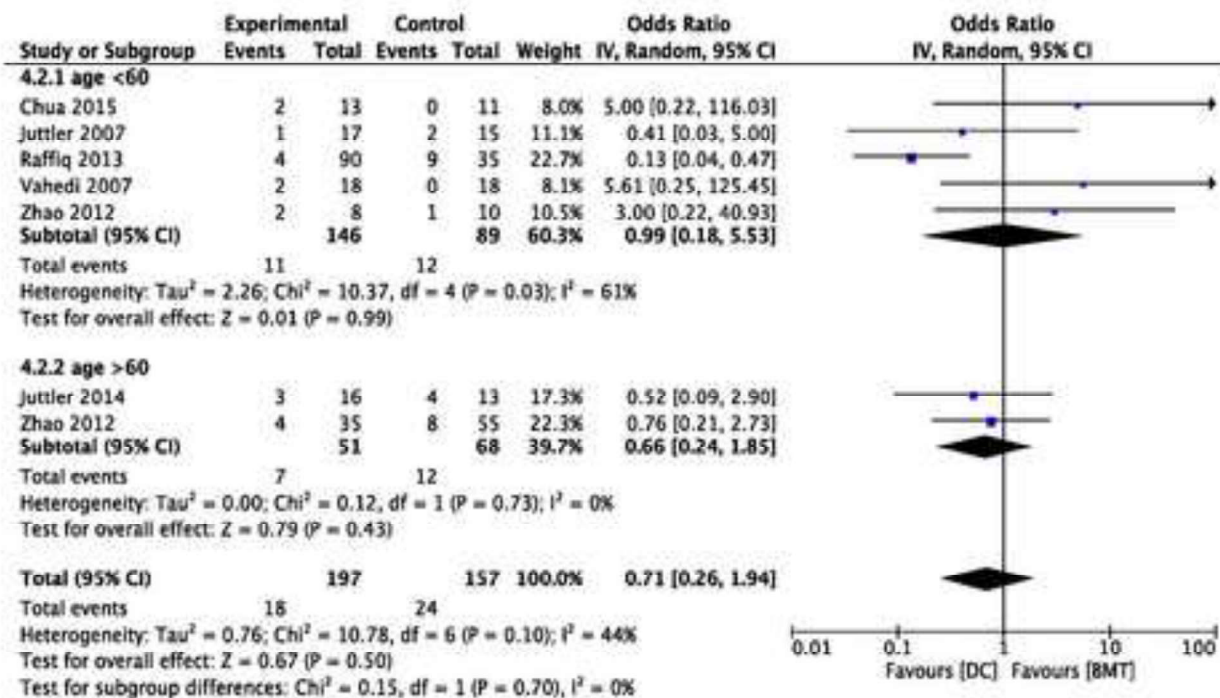 Experimental Control Odds Ratio Odds Ratio
Study or Subgroup Events Total Events Total Weight IV, Random, 95% CI IV, Random, 95% CI
4.2.1 age <60
Chua 2015 2 13 0 11 8.0% 5.00 [0.22, 116.03]
Juttler 2007 1 17 2 15 11.1% 0.41 [0.03, 5.00]
Raffiq 2013 4 90 9 35 22.7% 0.13 [0.04, 0.47]
Vahedi 2007 2 18 0 18 8.1% 5.61 [0.25, 125.45]
Zhao 2012 2 8 1 10 10.5% 3.00 [0.22, 40.93]
Subtotal (95% CI) 146 89 60.3% 0.99 [0.18, 5.53]
Total events 11 12
Heterogeneity: Tau² = 2.26; Chi² = 10.37, df = 4 (P = 0.03); I² = 61%
Test for overall effect: Z = 0.01 (P = 0.99)
4.2.2 age >60
Juttler 2014 3 16 4 13 17.3% 0.52 [0.09, 2.90]
Zhao 2012 4 35 8 55 22.3% 0.76 [0.21, 2.73]
Subtotal (95% CI) 51 68 39.7% 0.66 [0.24, 1.85]
Total events 7 12
Heterogeneity: Tau² = 0.00; Chi² = 0.12, df = 1 (P = 0.73); I² = 0%
Test for overall effect: Z = 0.79 (P = 0.43)
Total (95% CI) 197 157 100.0% 0.71 [0.26, 1.94]
Total events 18 24
Heterogeneity: Tau² = 0.76; Chi² = 10.78, df = 6 (P = 0.10); I² = 44%
Test for overall effect: Z = 0.67 (P = 0.50)
Test for subgroup differences: Chi² = 0.15, df = 1 (P = 0.70), I² = 0%
0.01 0.1 1 10 100
Favours [DC] Favours [BMT]